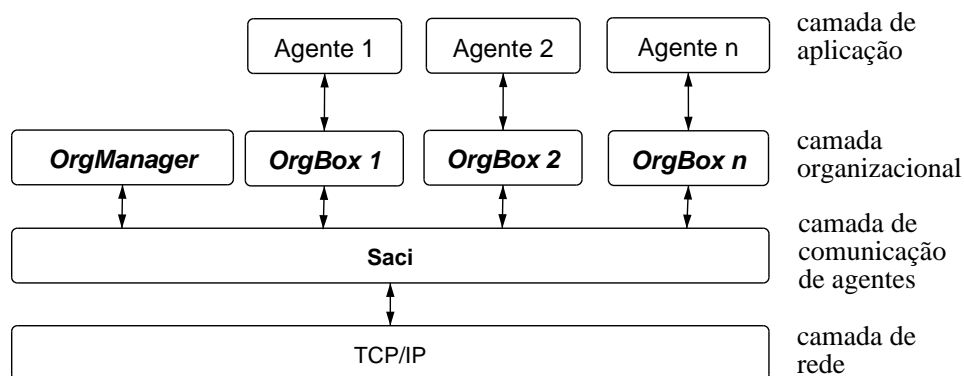 Agente 1
Agente 2
Agente n
camada de
aplicação
OrgManager
OrgBox 1
OrgBox 2
OrgBox n
camada
organizacional
Saci
camada de
comunicação
de agentes
TCP/IP
camada de
rede